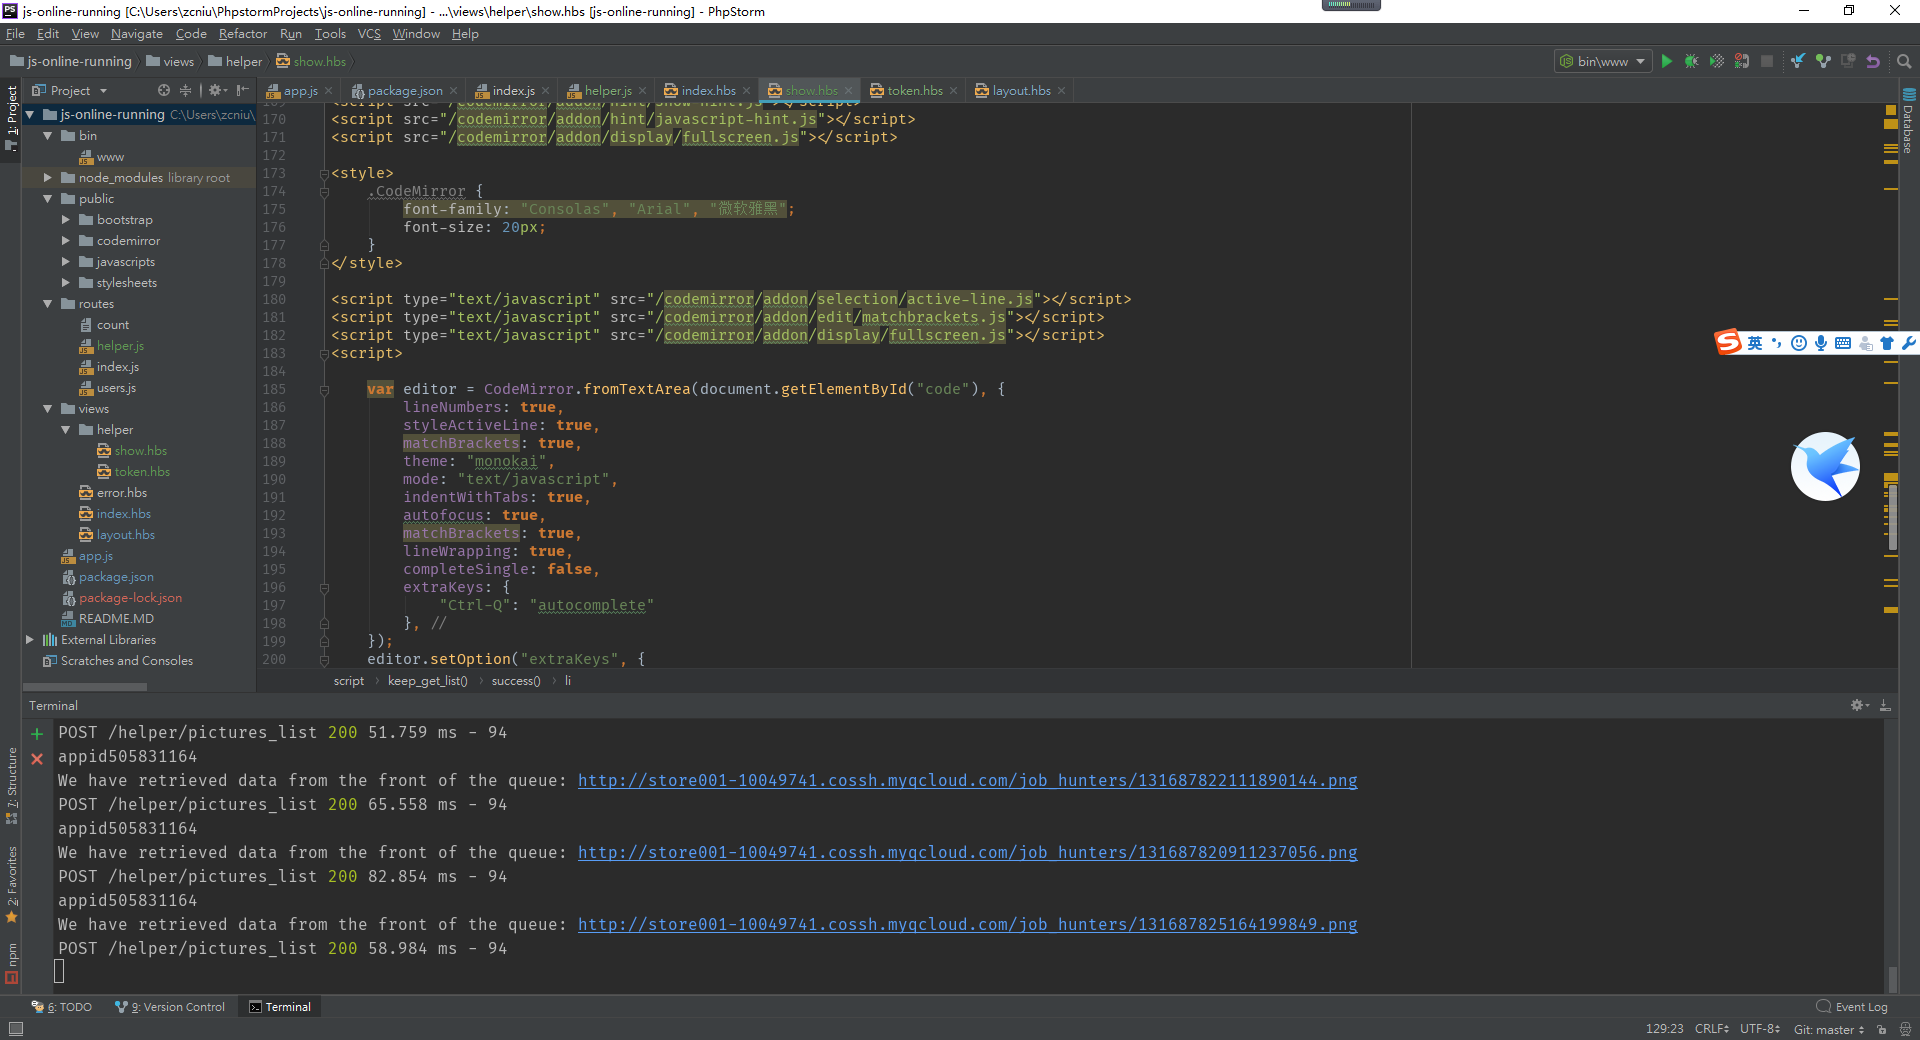 js-online-running [C:\Users\zcniu\PhpstormProjects\js-online-running] - ...\views\helper\show.hbs [js-online-running] - PhpStorm
File Edit View Navigate Code Refactor Run Tools VCS Window Help
js-online-running views helper show.hbs
bin\www
Project
app.js package.json index.js helper.js index.hbs show.hbs token.hbs layout.hbs
1: Project
Database
js-online-running C:\Users\zcniu\
bin
www
node_modules library root
public
bootstrap
codemirror
javascripts
stylesheets
routes
count
helper.js
index.js
users.js
views
helper
show.hbs
token.hbs
error.hbs
index.hbs
layout.hbs
app.js
package.json
package-lock.json
README.MD
External Libraries
Scratches and Consoles
169 <script src="/codemirror/addon/hint/show-hint.js"></script>
170 <script src="/codemirror/addon/hint/javascript-hint.js"></script>
171 <script src="/codemirror/addon/display/fullscreen.js"></script>
172
173 <style>
174 .CodeMirror {
175 font-family: "Consolas", "Arial", "微软雅黑";
176 font-size: 20px;
177 }
178 </style>
179
180 <script type="text/javascript" src="/codemirror/addon/selection/active-line.js"></script>
181 <script type="text/javascript" src="/codemirror/addon/edit/matchbrackets.js"></script>
182 <script type="text/javascript" src="/codemirror/addon/display/fullscreen.js"></script>
183 <script>
184
185 var editor = CodeMirror.fromTextArea(document.getElementById("code"), {
186 lineNumbers: true,
187 styleActiveLine: true,
188 matchBrackets: true,
189 theme: "monokai",
190 mode: "text/javascript",
191 indentWithTabs: true,
192 autofocus: true,
193 matchBrackets: true,
194 lineWrapping: true,
195 completeSingle: false,
196 extraKeys: {
197 "Ctrl-Q": "autocomplete"
198 }, //
199 });
200 editor.setOption("extraKeys", {
英
script keep_get_list() success() li
Terminal
POST /helper/pictures_list 200 51.759 ms - 94
appid505831164
We have retrieved data from the front of the queue: http://store001-10049741.cossh.myqcloud.com/job_hunters/131687822111890144.png
POST /helper/pictures_list 200 65.558 ms - 94
appid505831164
We have retrieved data from the front of the queue: http://store001-10049741.cossh.myqcloud.com/job_hunters/131687820911237056.png
POST /helper/pictures_list 200 82.854 ms - 94
appid505831164
We have retrieved data from the front of the queue: http://store001-10049741.cossh.myqcloud.com/job_hunters/131687825164199849.png
POST /helper/pictures_list 200 58.984 ms - 94
7: Structure
2: Favorites
npm
6: TODO 9: Version Control Terminal Event Log
129:23 CRLF UTF-8 Git: master